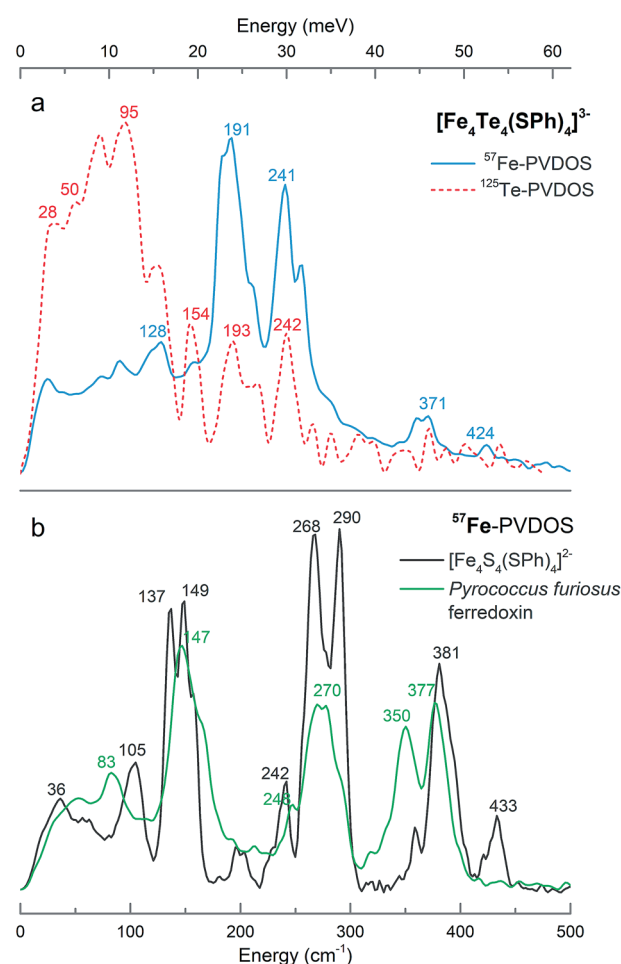 Energy (meV)
0 10 20 30 40 50 60
a
[Fe₄Te₄(SPh)₄]³⁻
⁵⁷Fe-PVDOS
¹²⁵Te-PVDOS
28
50
95
191
241
128
154
193
242
371
424
b
⁵⁷Fe-PVDOS
[Fe₄S₄(SPh)₄]²⁻
Pyrococcus furiosus
ferredoxin
268
290
137
149
147
381
270
377
350
105
83
36
242
433
0 100 200 300 400 500
Energy (cm⁻¹)